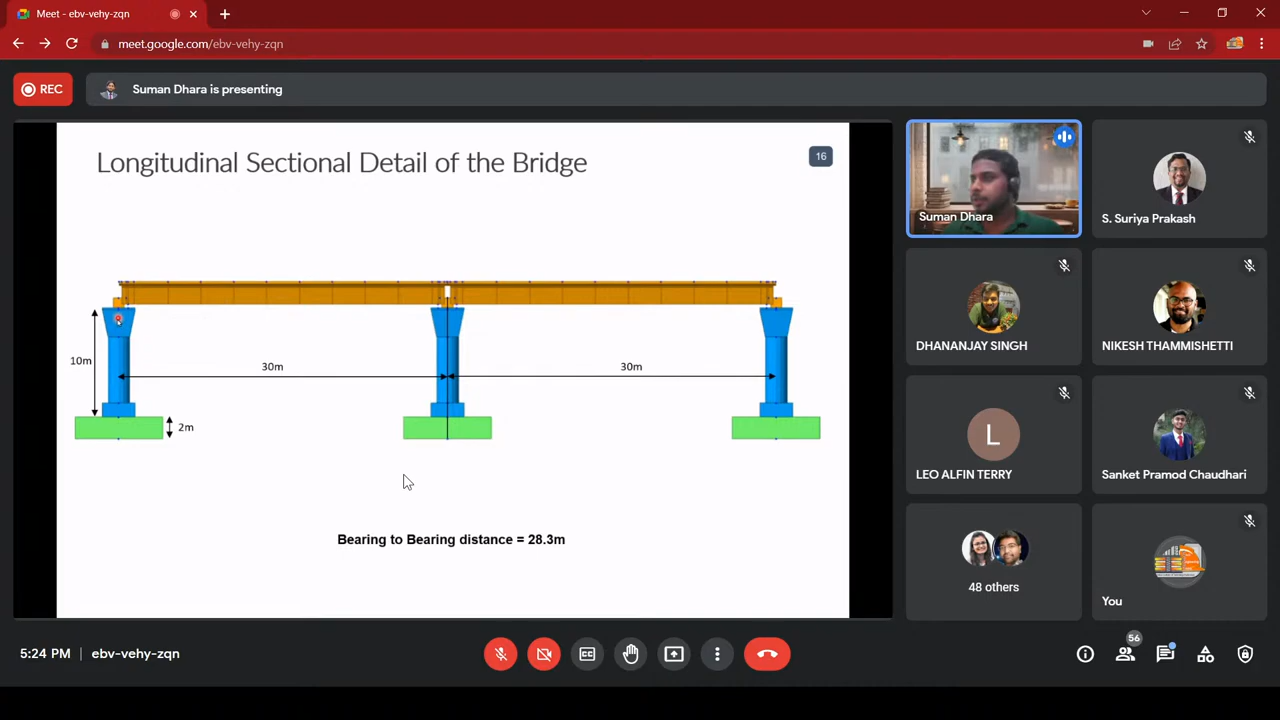 Meet - ebv-vehy-zqn
meet.google.com/ebv-vehy-zqn
REC
Suman Dhara is presenting
Longitudinal Sectional Detail of the Bridge
16
10m
30m
30m
2m
Bearing to Bearing distance = 28.3m
Suman Dhara
S. Suriya Prakash
DHANANJAY SINGH
NIKESH THAMMISHETTI
L
LEO ALFIN TERRY
Sanket Pramod Chaudhari
48 others
You
5:24 PM
ebv-vehy-zqn
CC
56